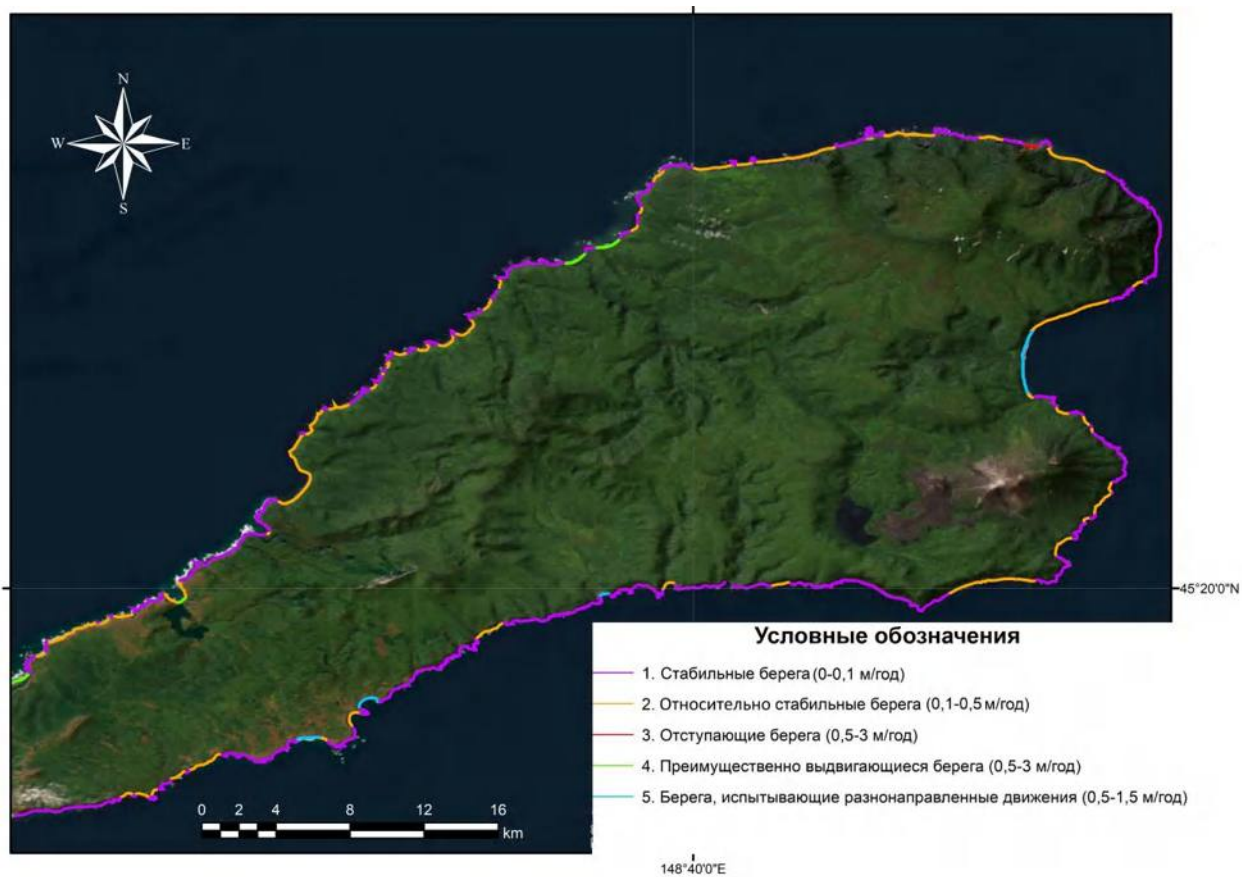 N
W E
S
45°20'0"N
Условные обозначения
1. Стабильные берега (0-0,1 м/год)
2. Относительно стабильные берега (0,1-0,5 м/год)
3. Отступающие берега (0,5-3 м/год)
4. Преимущественно выдвигающиеся берега (0,5-3 м/год)
5. Берега, испытывающие разнонаправленные движения (0,5-1,5 м/год)
0 2 4 8 12 16
km
148°40'0"E